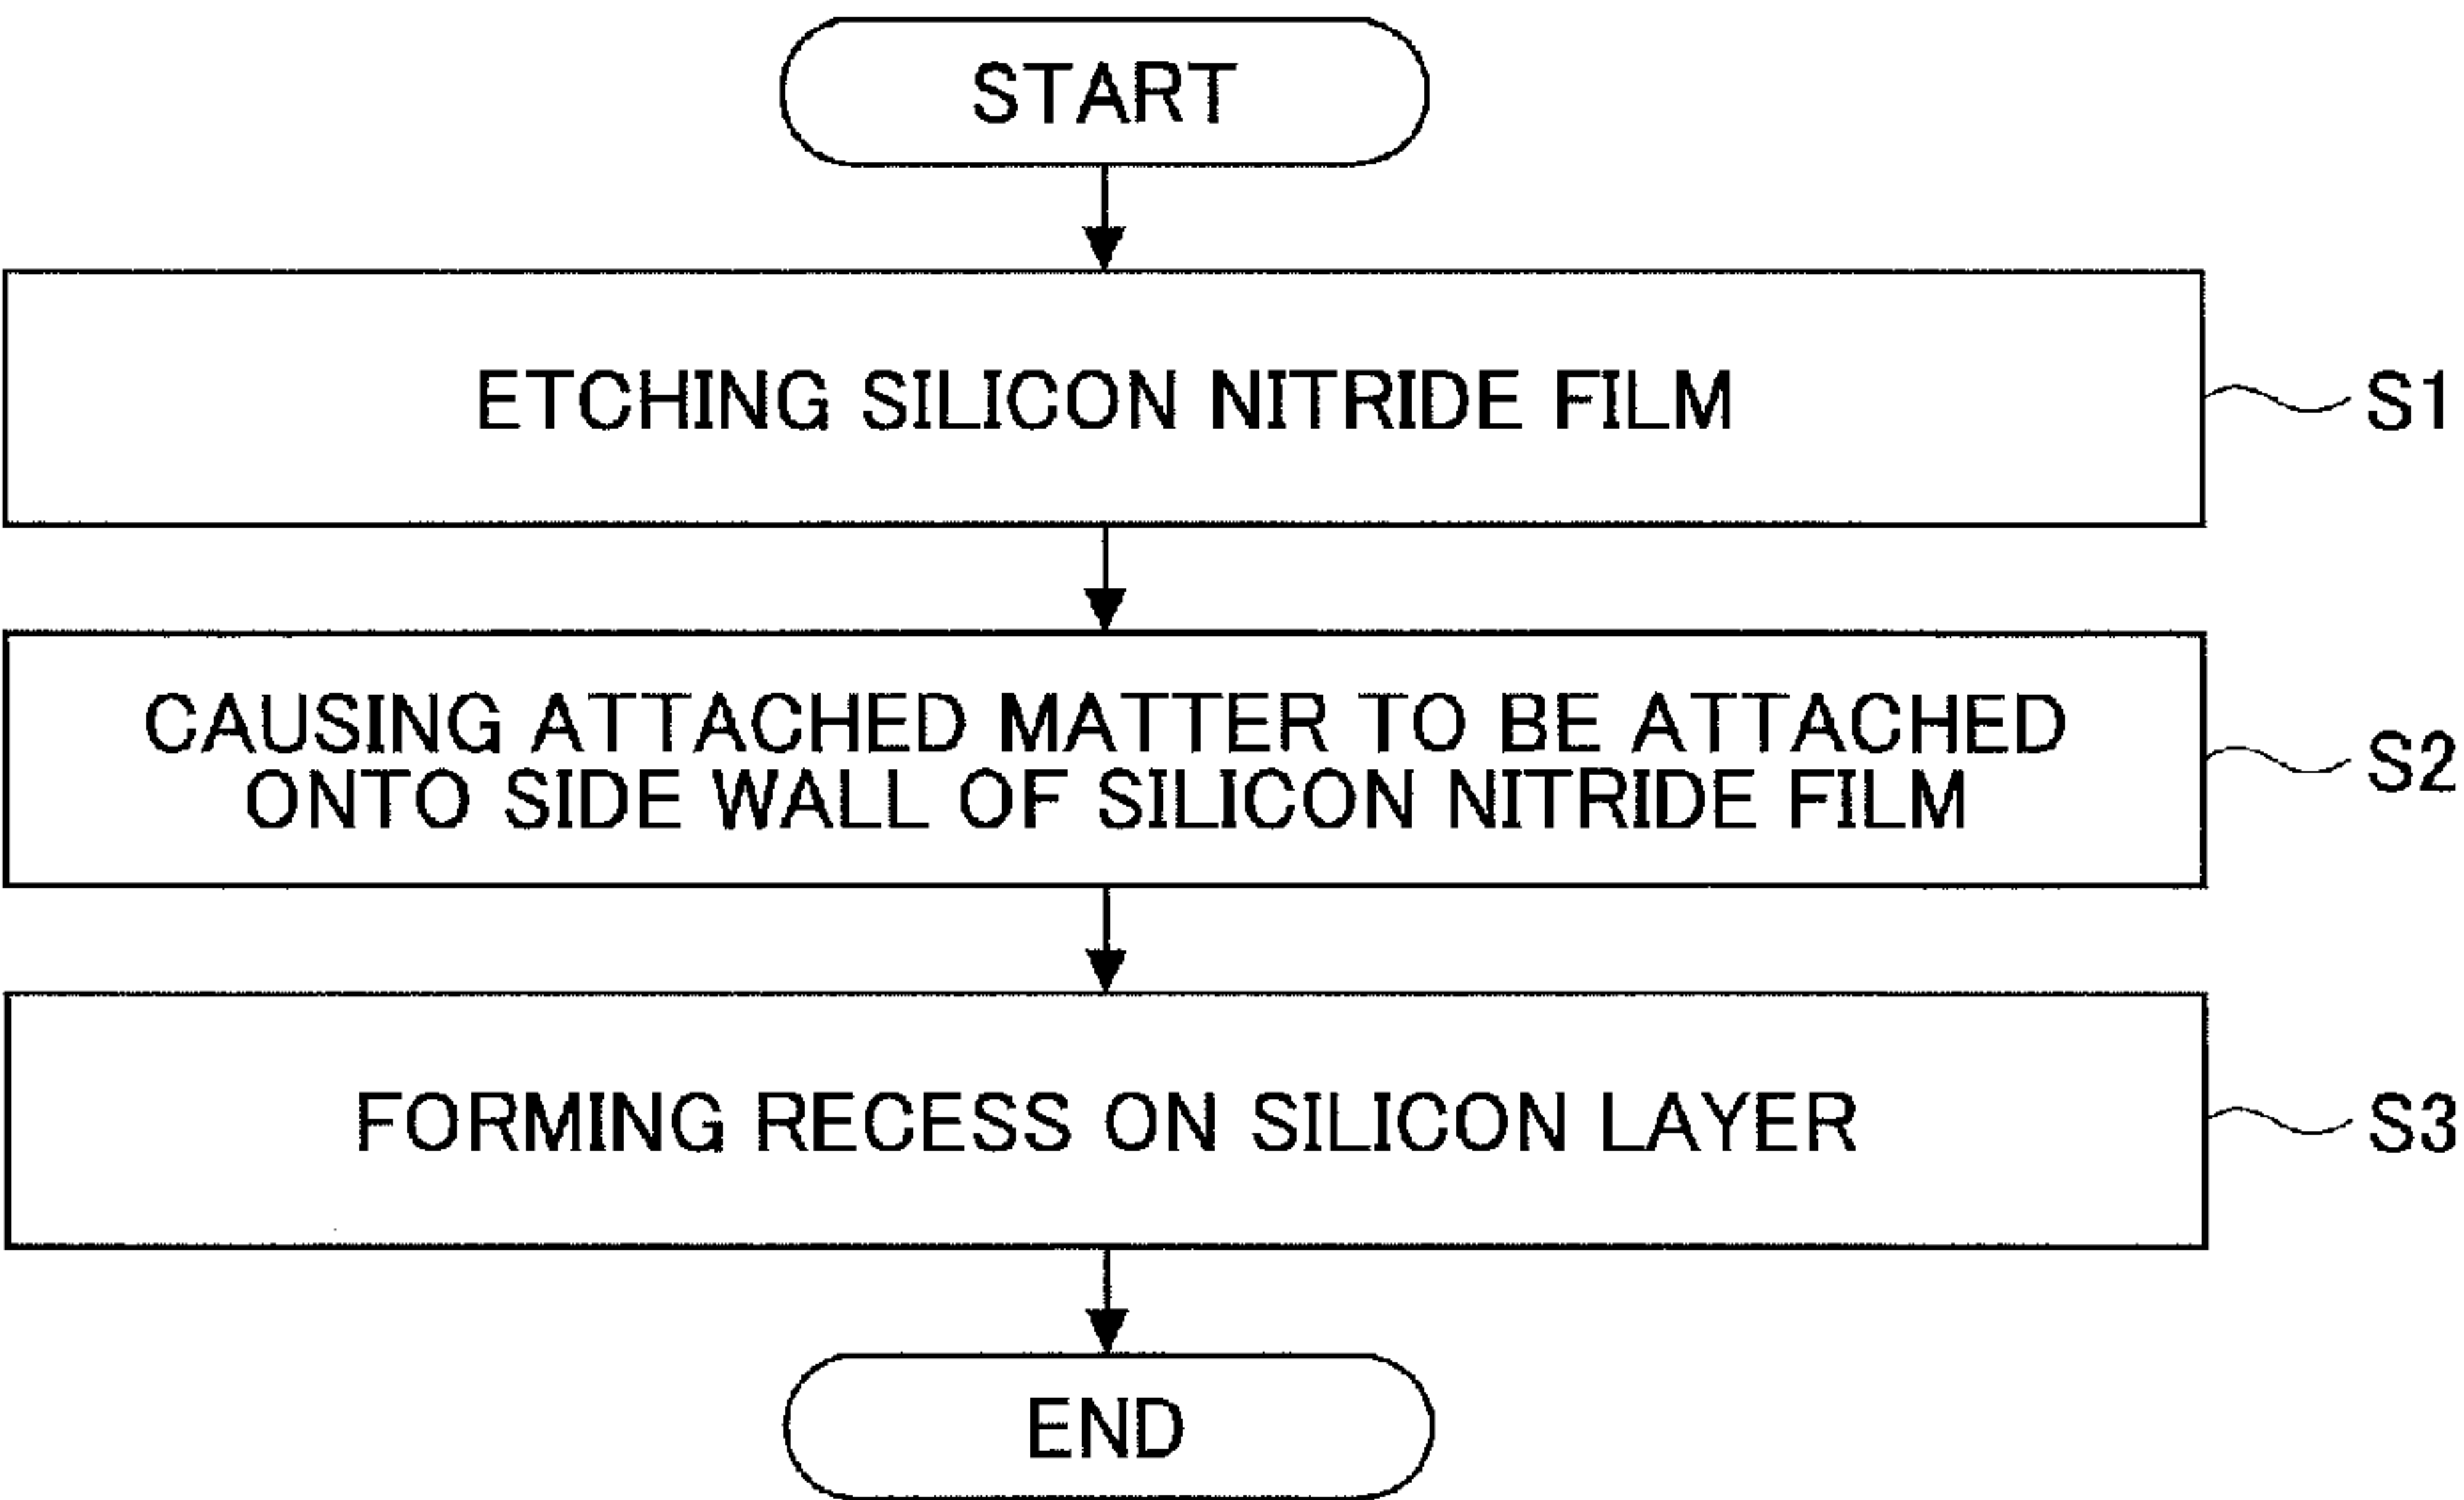 START
ETCHING SILICON NITRIDE FILM
S1
CAUSING ATTACHED MATTER TO BE ATTACHED
ONTO SIDE WALL OF SILICON NITRIDE FILM
S2
FORMING RECESS ON SILICON LAYER
S3
END